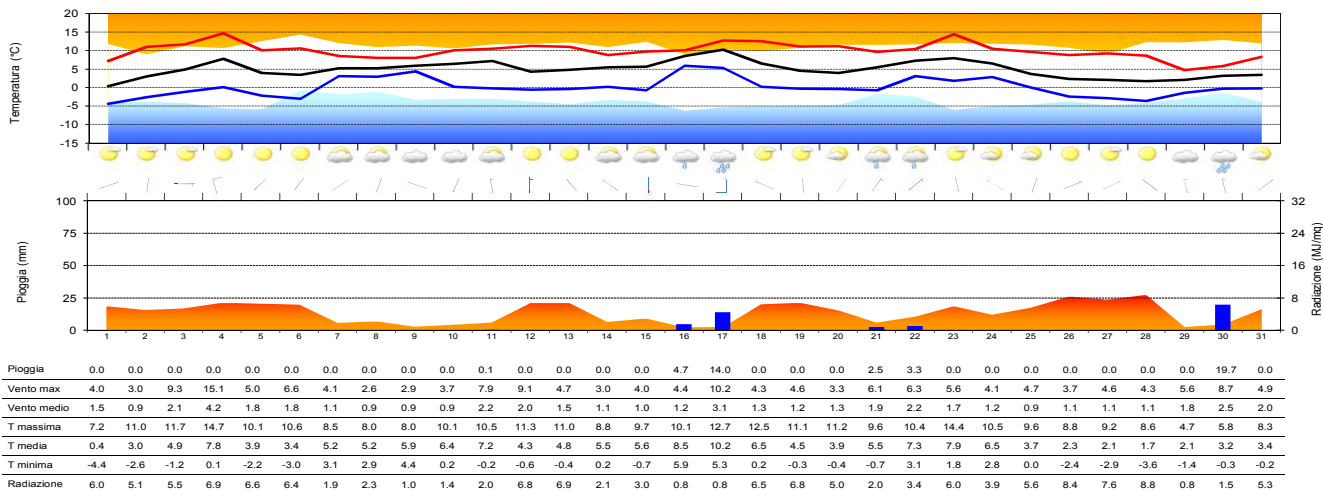 20
15
10
5
0
-5
-10
-15
Temperatura (°C)
100
75
50
25
0
Pioggia (mm)
32
24
16
8
0
Radiazione (MJ/mq)
1 2 3 4 5 6 7 8 9 10 11 12 13 14 15 16 17 18 19 20 21 22 23 24 25 26 27 28 29 30 31
Pioggia 0.0 0.0 0.0 0.0 0.0 0.0 0.0 0.0 0.0 0.0 0.1 0.0 0.0 0.0 0.0 4.7 14.0 0.0 0.0 0.0 2.5 3.3 0.0 0.0 0.0 0.0 0.0 0.0 0.0 19.7 0.0
Vento max 4.0 3.0 9.3 15.1 5.0 6.6 4.1 2.6 2.9 3.7 7.9 9.1 4.7 3.0 4.0 4.4 10.2 4.3 4.6 3.3 6.1 6.3 5.6 4.1 4.7 3.7 4.6 4.3 5.6 8.7 4.9
Vento medio 1.5 0.9 2.1 4.2 1.8 1.8 1.1 0.9 0.9 0.9 2.2 2.0 1.5 1.1 1.0 1.2 3.1 1.3 1.2 1.3 1.9 2.2 1.7 1.2 0.9 1.1 1.1 1.1 1.8 2.5 2.0
T massima 7.2 11.0 11.7 14.7 10.1 10.6 8.5 8.0 8.0 10.1 10.5 11.3 11.0 8.8 9.7 10.1 12.7 12.5 11.1 11.2 9.6 10.4 14.4 10.5 9.6 8.8 9.2 8.6 4.7 5.8 8.3
T media 0.4 3.0 4.9 7.8 3.9 3.4 5.2 5.2 5.9 6.4 7.2 4.3 4.8 5.5 5.6 8.5 10.2 6.5 4.5 3.9 5.5 7.3 7.9 6.5 3.7 2.3 2.1 1.7 2.1 3.2 3.4
T minima -4.4 -2.6 -1.2 0.1 -2.2 -3.0 3.1 2.9 4.4 0.2 -0.2 -0.6 -0.4 0.2 -0.7 5.9 5.3 0.2 -0.3 -0.4 -0.7 3.1 1.8 2.8 0.0 -2.4 -2.9 -3.6 -1.4 -0.3 -0.2
Radiazione 6.0 5.1 5.5 6.9 6.6 6.4 1.9 2.3 1.0 1.4 2.0 6.8 6.9 2.1 3.0 0.8 0.8 6.5 6.8 5.0 2.0 3.4 6.0 3.9 5.6 8.4 7.6 8.8 0.8 1.5 5.3